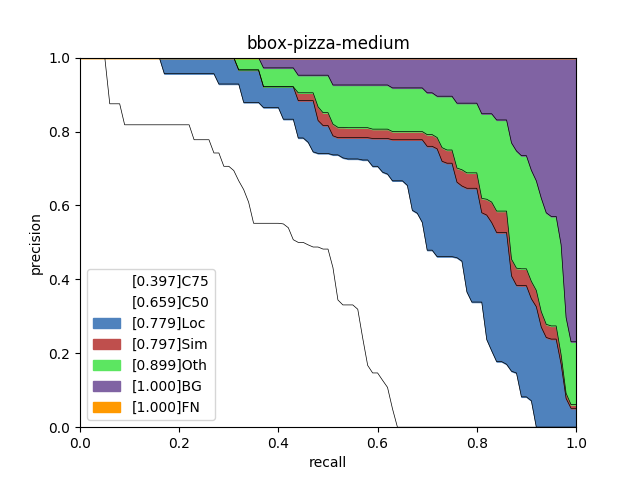 bbox-pizza-medium
1.0
0.8
0.6
0.4
0.2
0.0
precision
[0.397]C75
[0.659]C50
[0.779]Loc
[0.797]Sim
[0.899]Oth
[1.000]BG
[1.000]FN
0.0 0.2 0.4 0.6 0.8 1.0
recall